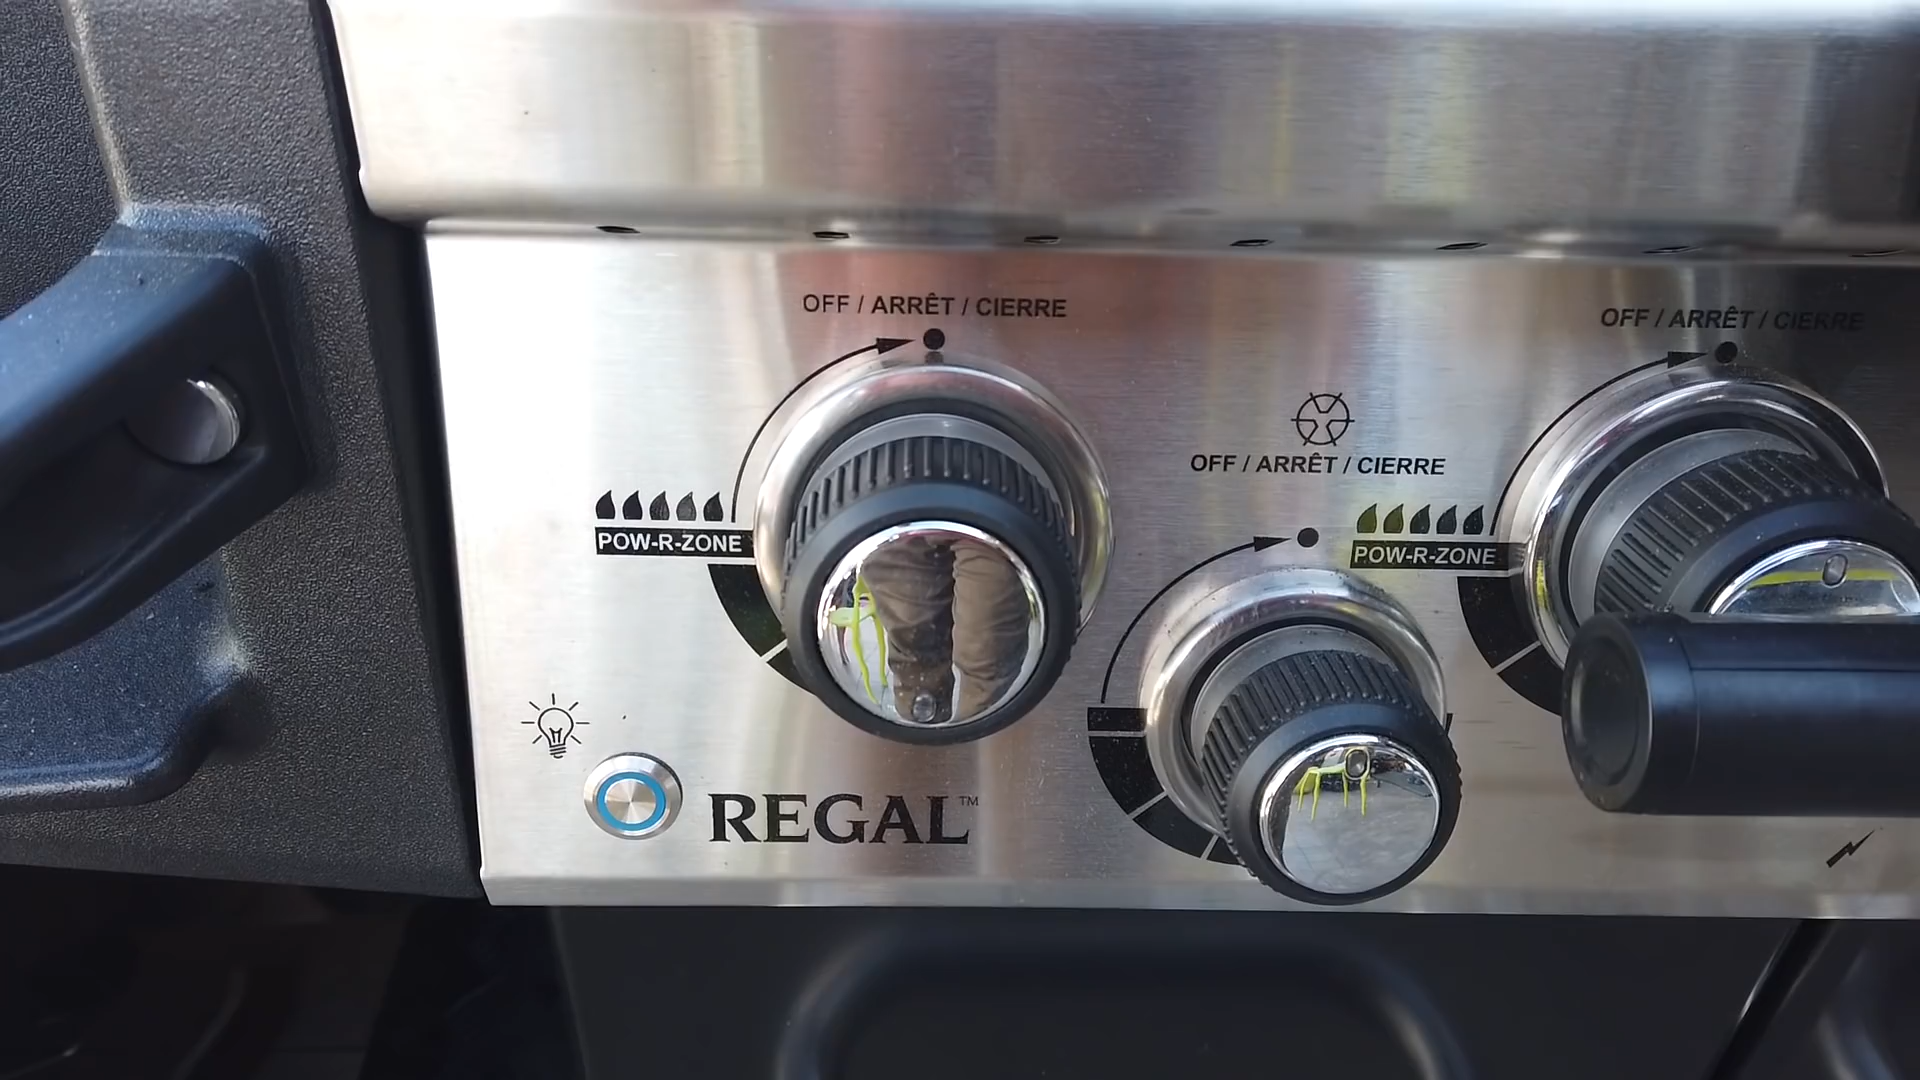 OFF / ARRÊT / CIERRE
OFF / ARRÊT / CIERRE
OFF / ARRÊT / CIERRE
POW-R-ZONE
POW-R-ZONE
REGAL™